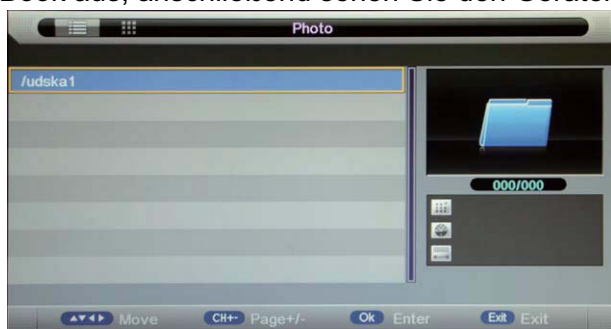 Photo
/udska1
000/000
▲▼◄► Move CH+- Page+/- Ok Enter Exit Exit